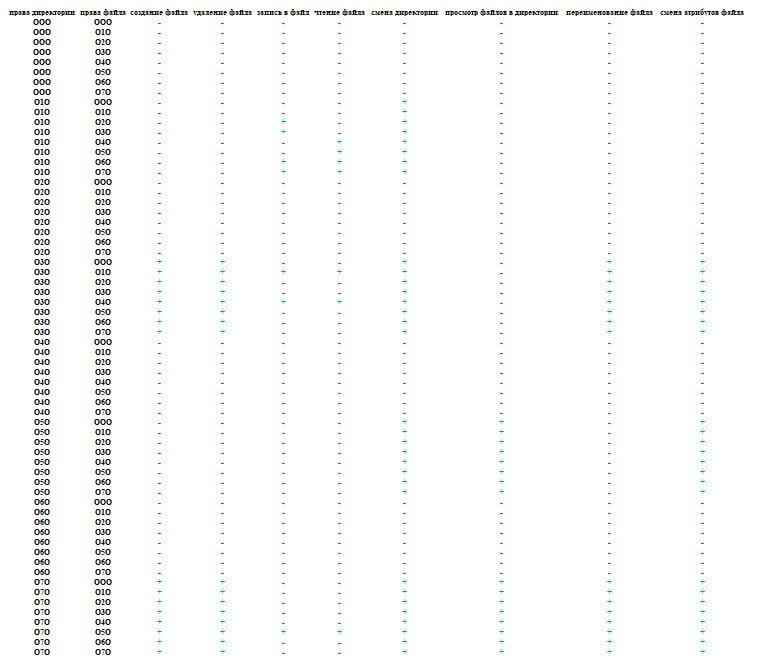 права директории права файла создание файла удаление файла запись в файл чтение файла смена директории просмотр файлов в директории переименование файла смена атрибутов файла
000 000 - - - - - - - -
000 010 - - - - - - - -
000 020 - - - - - - - -
000 030 - - - - - - - -
000 040 - - - - - - - -
000 050 - - - - - - - -
000 060 - - - - - - - -
000 070 - - - - - - - -
010 000 - - - - + - - -
010 010 - - - - + - - -
010 020 - - + - + - - -
010 030 - - + - + - - -
010 040 - - - + + - - -
010 050 - - - + + - - -
010 060 - - + + + - - -
010 070 - - + + + - - -
020 000 - - - - - - - -
020 010 - - - - - - - -
020 020 - - - - - - - -
020 030 - - - - - - - -
020 040 - - - - - - - -
020 050 - - - - - - - -
020 060 - - - - - - - -
020 070 - - - - - - - -
030 000 + + - - + - + +
030 010 + + + + + - + +
030 020 + + - - + - + +
030 030 + + - - + - + +
030 040 + + + + + - + +
030 050 + + - - + - + +
030 060 + + - - + - + +
030 070 + + - - + - + +
040 000 - - - - - - - -
040 010 - - - - - - - -
040 020 - - - - - - - -
040 030 - - - - - - - -
040 040 - - - - - - - -
040 050 - - - - - - - -
040 060 - - - - - - - -
040 070 - - - - - - - -
050 000 - - - - + + - +
050 010 - - - - + + - +
050 020 - - - - + + - +
050 030 - - - - + + - +
050 040 - - - - + + - +
050 050 - - - - + + - +
050 060 - - - - + + - +
050 070 - - - - + + - +
060 000 - - - - - - - -
060 010 - - - - - - - -
060 020 - - - - - - - -
060 030 - - - - - - - -
060 040 - - - - - - - -
060 050 - - - - - - - -
060 060 - - - - - - - -
060 070 - - - - - - - -
070 000 + + - - + + + +
070 010 + + - - + + + +
070 020 + + - - + + + +
070 030 + + - - + + + +
070 040 + + - - + + + +
070 050 + + + + + + + +
070 060 + + - - + + + +
070 070 + + - - + + + +